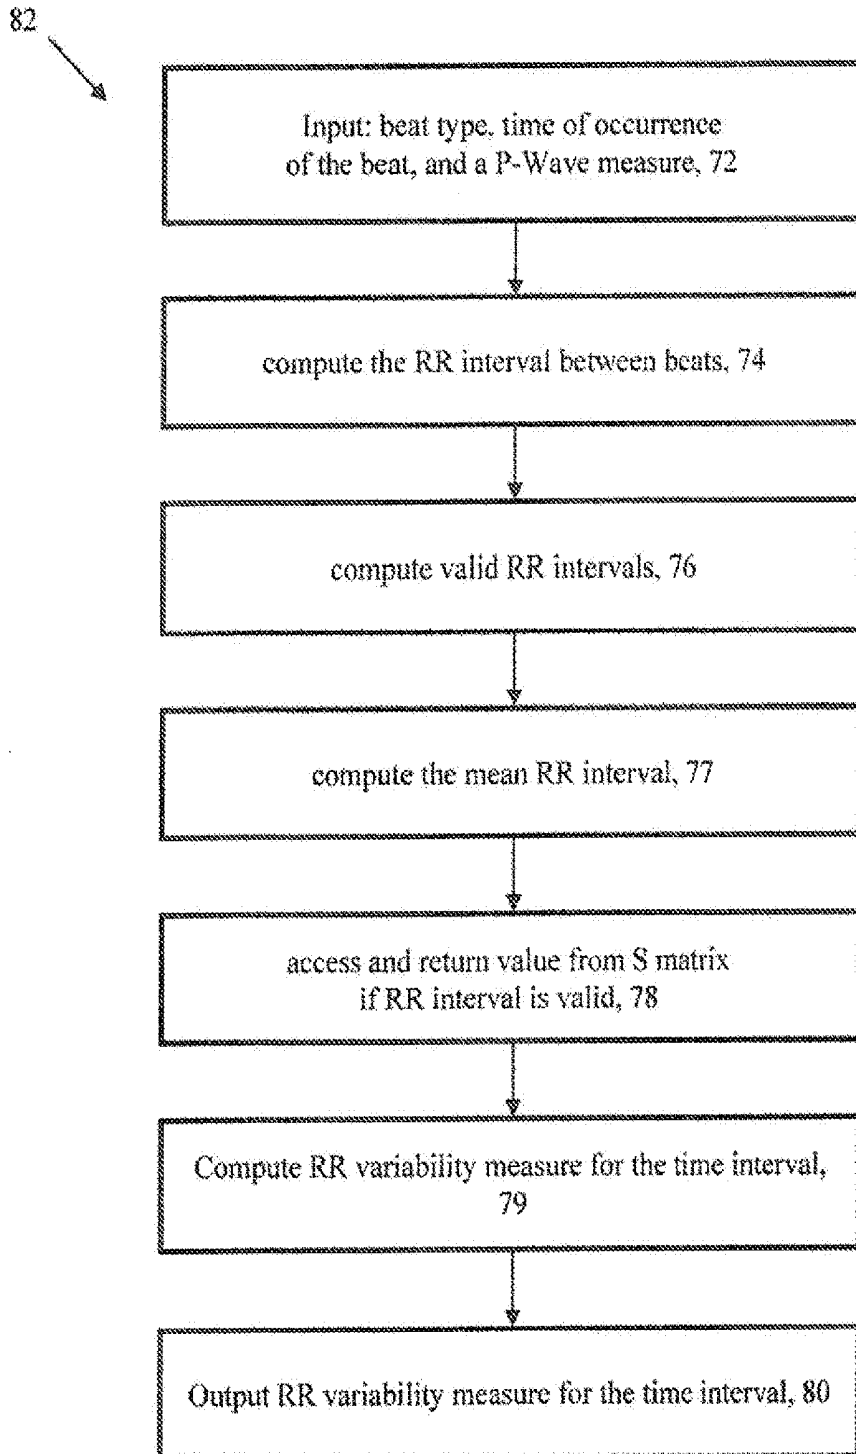 82
Input: beat type, time of occurrence
of the beat, and a P-Wave measure, 72
compute the RR interval between beats, 74
compute valid RR intervals, 76
compute the mean RR interval, 77
access and return value from S matrix
if RR interval is valid, 78
Compute RR variability measure for the time interval,
79
Output RR variability measure for the time interval, 80